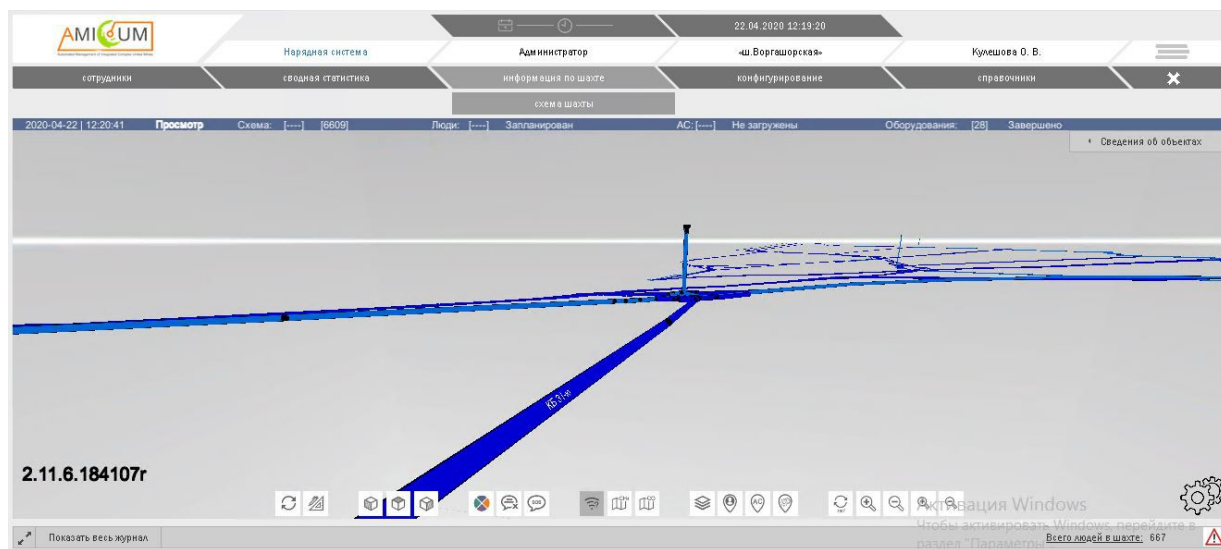 AMICUM
22.04.2020 12:19:20
Нарядная система Администратор «ш.Воргашорская» Кулешова О. В.
сотрудники сводная статистика информация по шахте конфигурирование справочники
схема шахты
2020-04-22 | 12:20:41 Просмотр Схема: [----] [6609] Люди: [----] Запланирован АС:[----] Не загружены Оборудования: [28] Завершено
Сведения об объектах
КБЗ
2.11.6.184107r
SOS
AC
Активация Windows
Чтобы активировать Windows, перейдите в
раздел "Параметры
Показать весь журнал Всего людей в шахте: 667